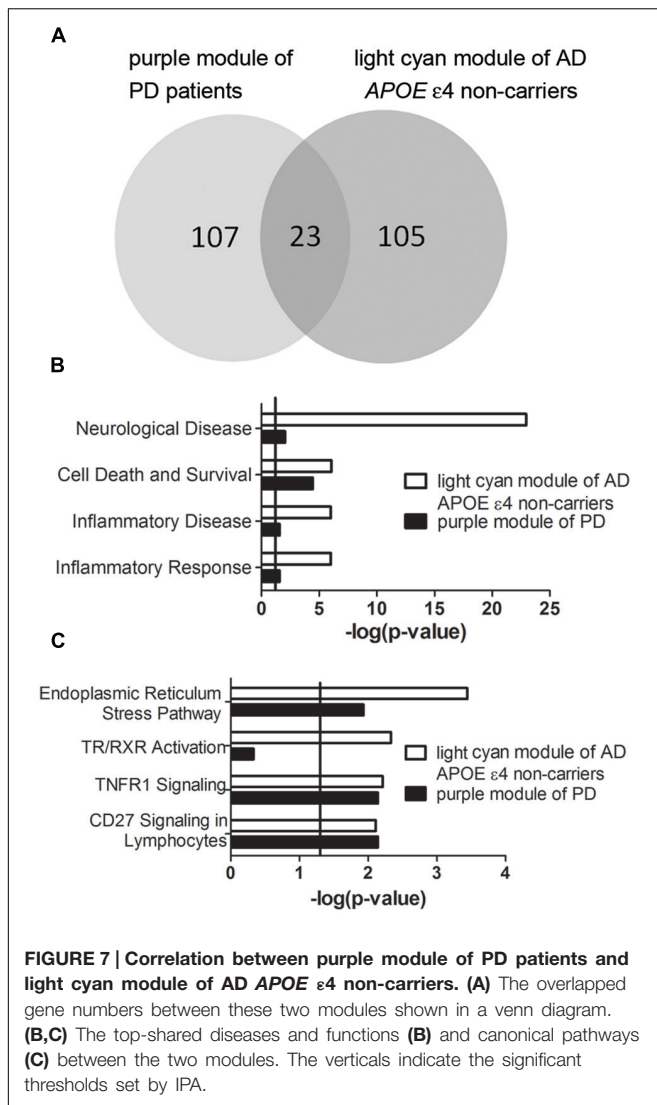 A
purple module of
PD patients
light cyan module of AD
APOE ε4 non-carriers
107
23
105
B
Neurological Disease
Cell Death and Survival
Inflammatory Disease
Inflammatory Response
light cyan module of AD
APOE ε4 non-carriers
purple module of PD
0 5 10 15 20 25
-log(p-value)
C
Endoplasmic Reticulum
Stress Pathway
TR/RXR Activation
TNFR1 Signaling
CD27 Signaling in
Lymphocytes
light cyan module of AD
APOE ε4 non-carriers
purple module of PD
0 1 2 3 4
-log(p-value)
FIGURE 7 | Correlation between purple module of PD patients and
light cyan module of AD APOE ε4 non-carriers. (A) The overlapped
gene numbers between these two modules shown in a venn diagram.
(B,C) The top-shared diseases and functions (B) and canonical pathways
(C) between the two modules. The verticals indicate the significant
thresholds set by IPA.